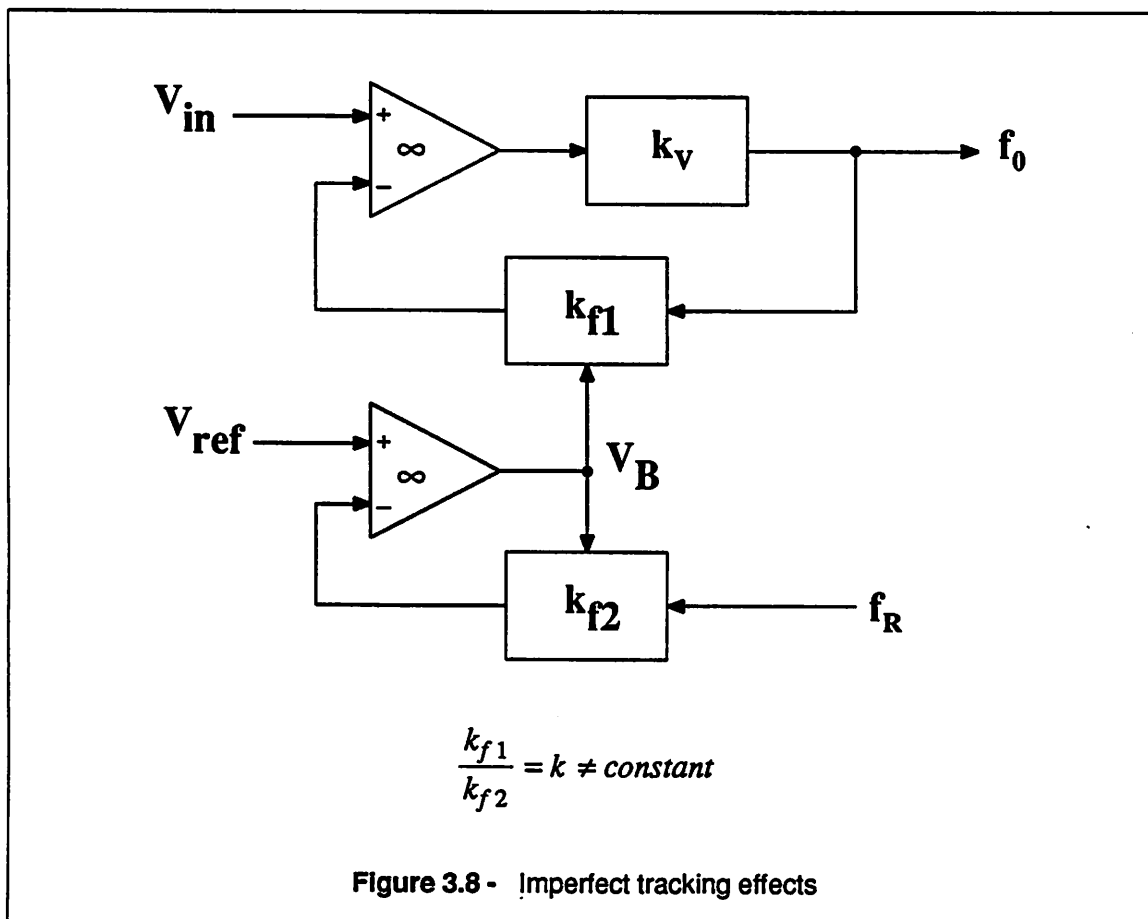 V_in
+
∞
−
k_v
f_0
k_f1
V_ref
+
∞
−
V_B
k_f2
f_R
k_f1 / k_f2 = k ≠ constant
Figure 3.8 - Imperfect tracking effects